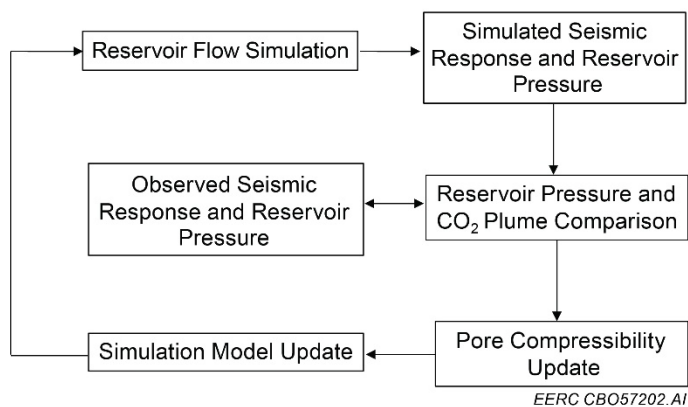 Reservoir Flow Simulation
Simulated Seismic
Response and Reservoir
Pressure
Observed Seismic
Response and Reservoir
Pressure
Reservoir Pressure and
CO₂ Plume Comparison
Simulation Model Update
Pore Compressibility
Update
EERC CBO57202.AI